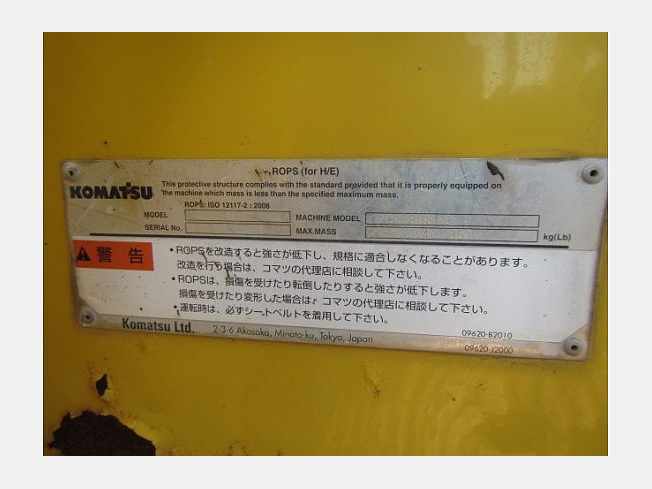 ROPS (for H/E)
KOMATSU
This protective structure complies with the standard provided that it is properly equipped on
the machine which mass is less than the specified maximum mass.
ROPS: ISO 12117-2 : 2008
MODEL
MACHINE MODEL
SERIAL No.
MAX.MASS
kg(Lb)
警告
• ROPSを改造すると強さが低下し、規格に適合しなくなることがあります。
改造を行う場合は、コマツの代理店に相談して下さい。
• ROPSは、損傷を受けたり転倒したりすると強さが低下します。
損傷を受けたり変形した場合は、コマツの代理店に相談して下さい。
• 運転時は、必ずシートベルトを着用して下さい。
Komatsu Ltd. 2-3-6 Akasaka, Minato-ku, Tokyo, Japan
09620-B2010
09620-J2000